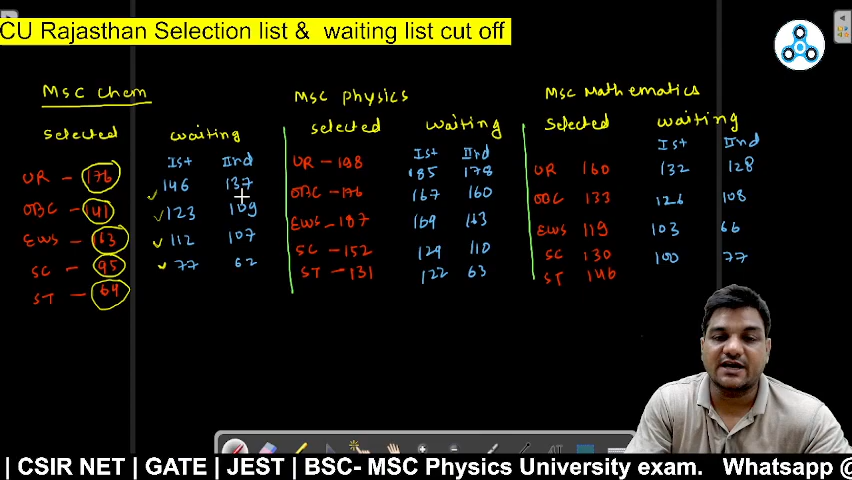 CU Rajasthan Selection list & waiting list cut off
MSC Chem
Selected waiting
Ist IInd
UR - 176 146 137
OBC - 141 123 109
EWS - 163 112 107
SC - 95 77 62
ST - 64
MSC Physics
Selected waiting
Ist IInd
UR - 198 185 178
OBC - 176 167 160
EWS - 187 169 163
SC - 152 129 110
ST - 131 122 63
MSC Mathematics
Selected waiting
Ist IInd
UR 160 132 128
OBC 133 126 108
EWS 119 103 66
SC 130 100 77
ST 146
| CSIR NET | GATE | JEST | BSC- MSC Physics University exam. Whatsapp @